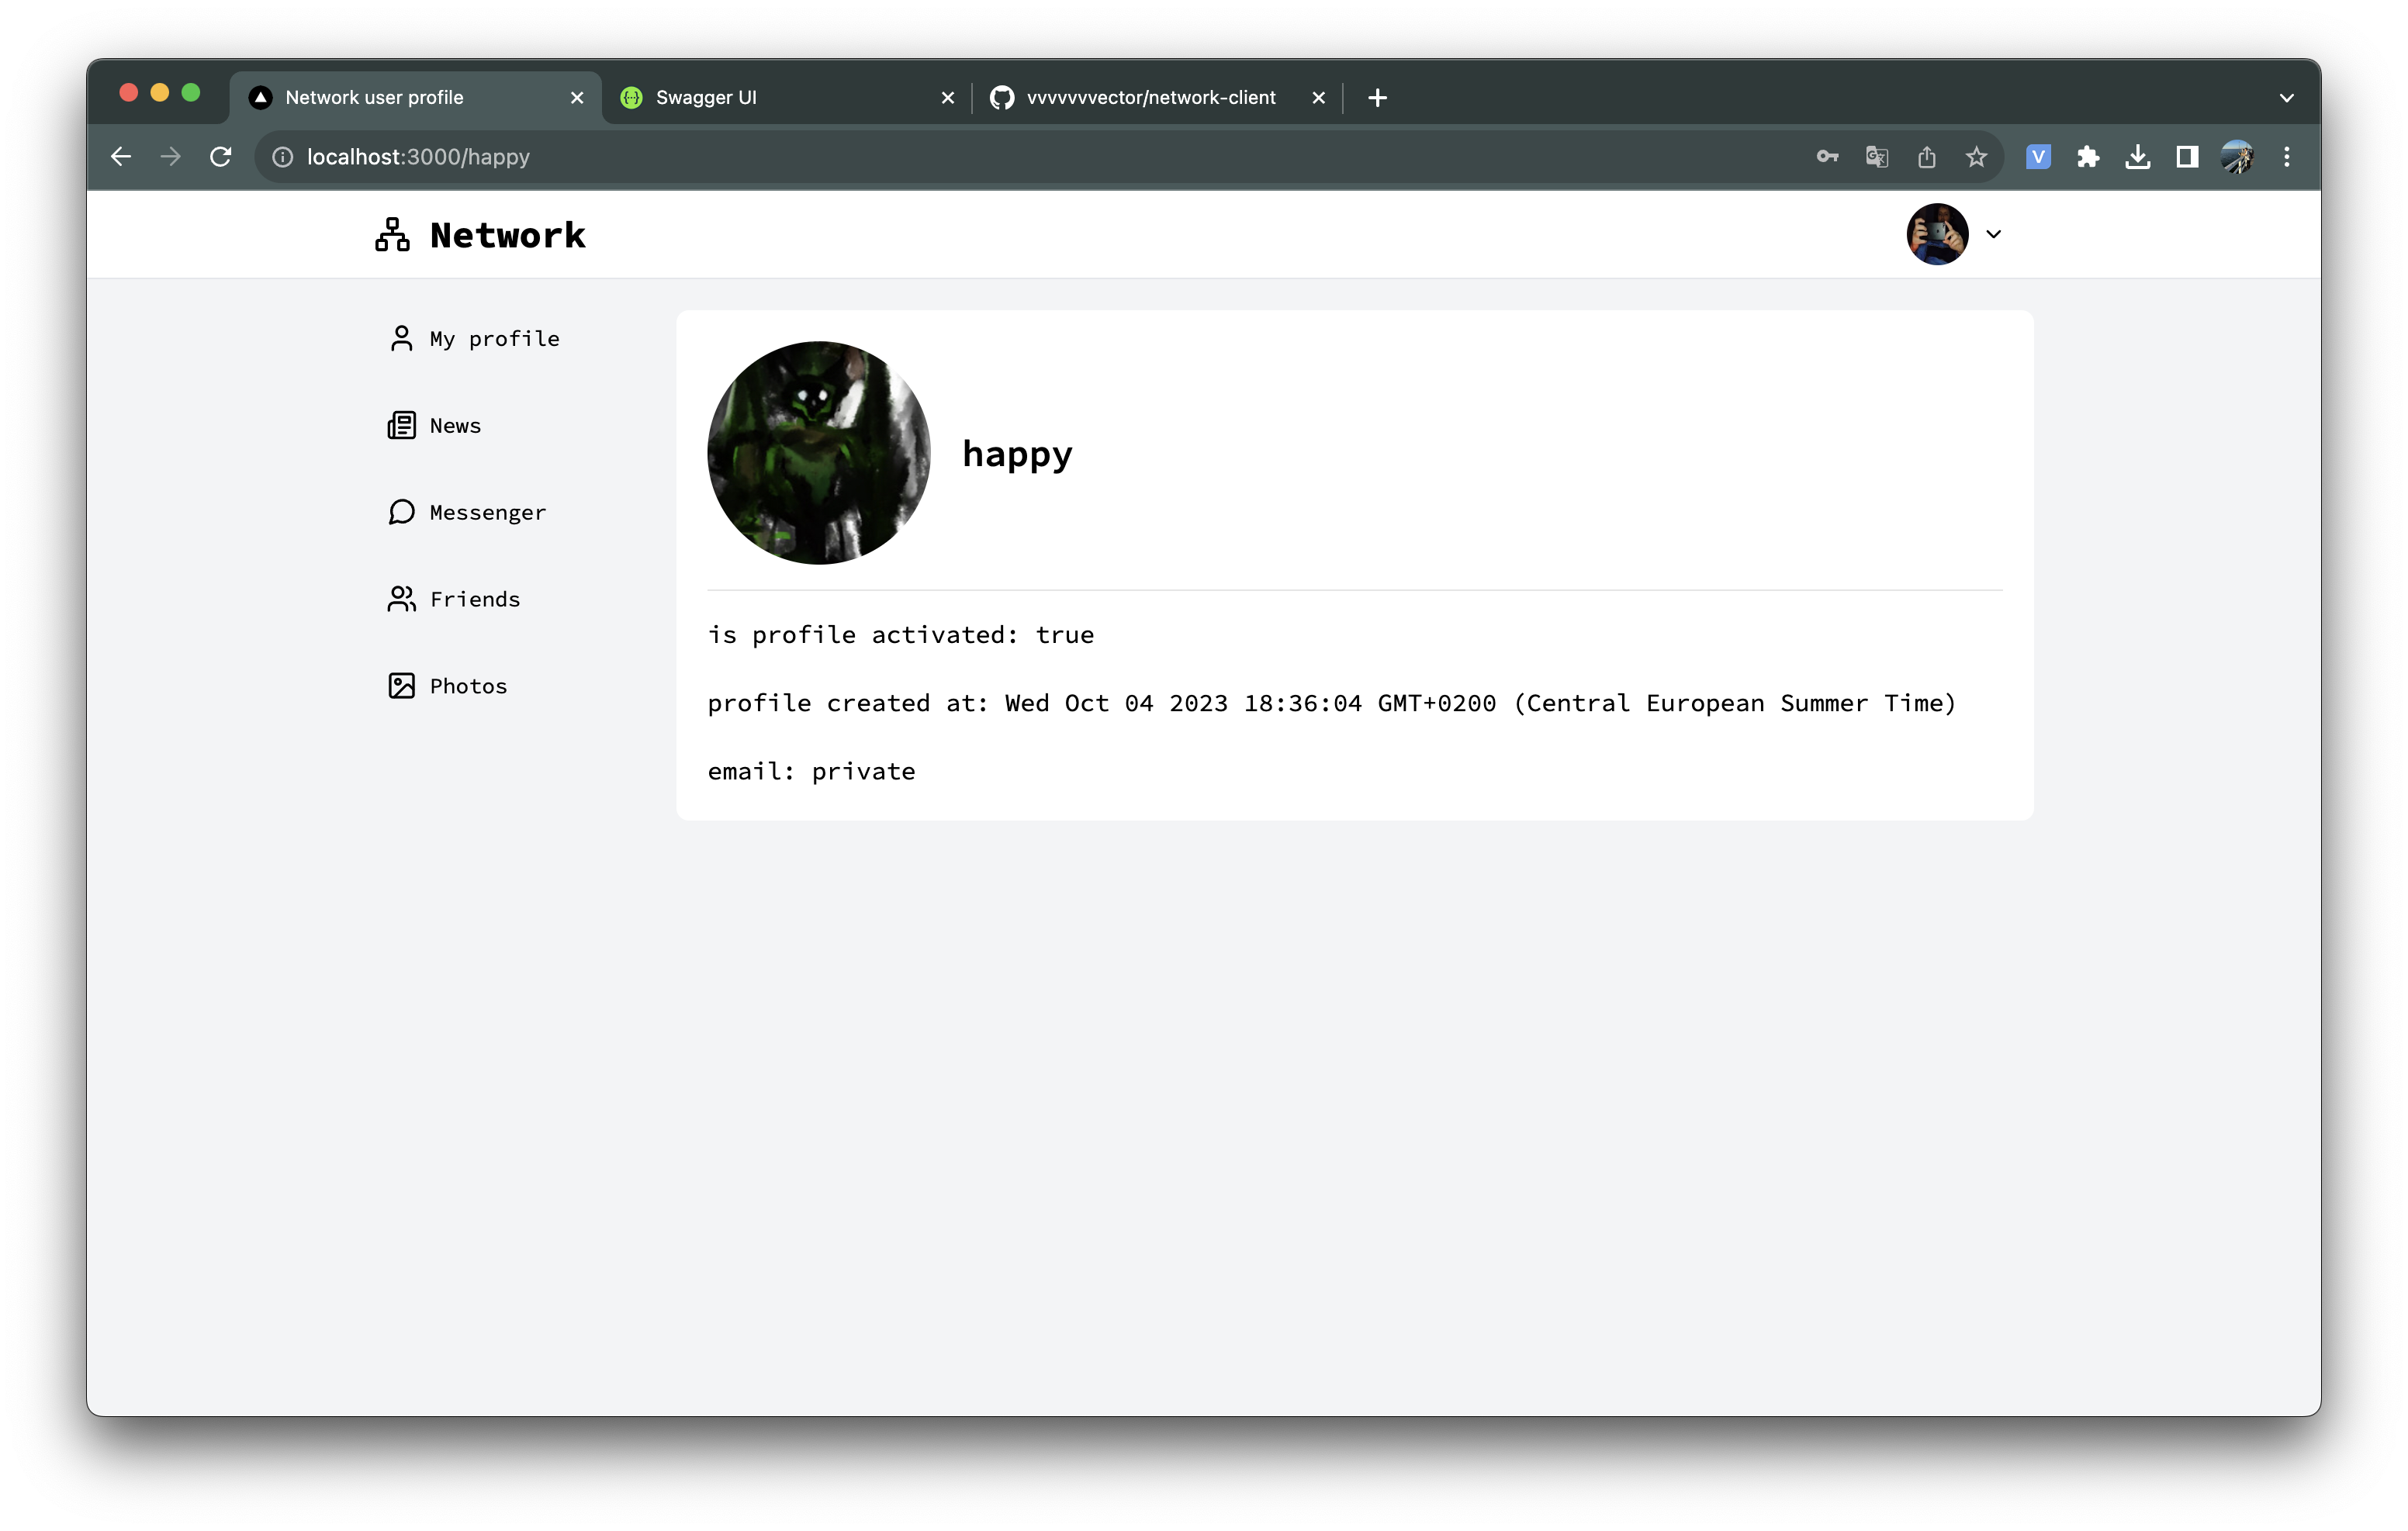 Network user profile
Swagger UI
vvvvvvvector/network-client
localhost:3000/happy
V
Network
My profile
News
Messenger
Friends
Photos
happy
is profile activated: true
profile created at: Wed Oct 04 2023 18:36:04 GMT+0200 (Central European Summer Time)
email: private